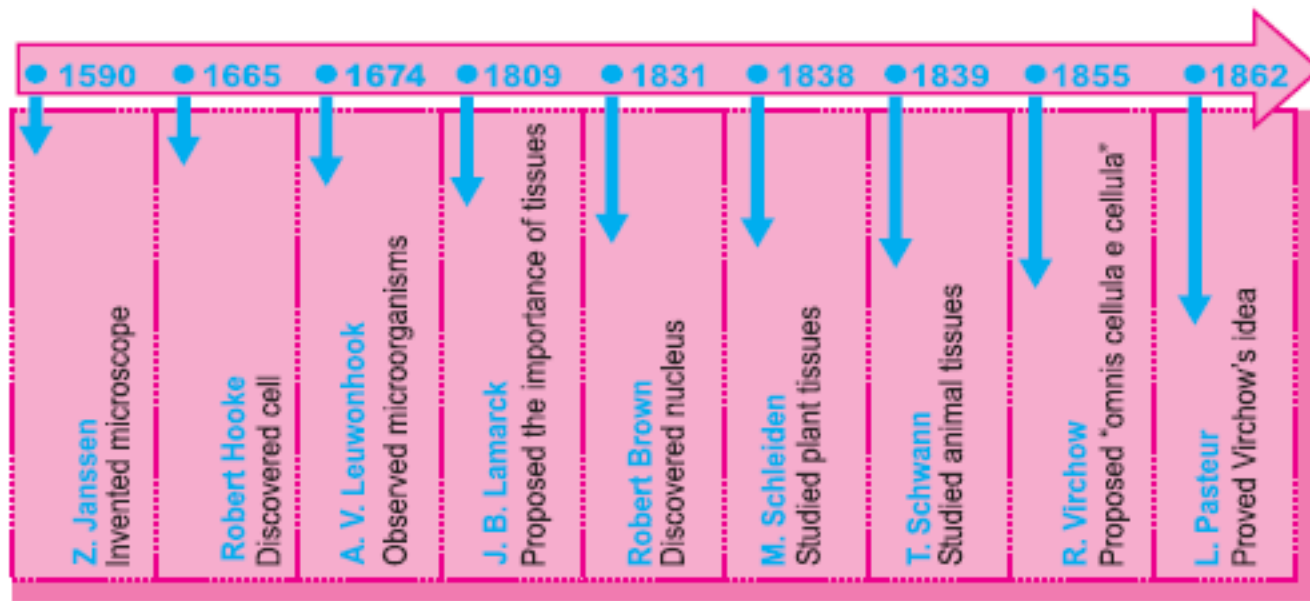 1590
1665
1674
1809
1831
1838
1839
1855
1862
Z. Janssen
Invented microscope
Robert Hooke
Discovered cell
A. V. Leuwonhook
Observed microorganisms
J. B. Lamarck
Proposed the importance of tissues
Robert Brown
Discovered nucleus
M. Schleiden
Studied plant tissues
T. Schwann
Studied animal tissues
R. Virchow
Proposed "omnis cellula e cellula"
L. Pasteur
Proved Virchow's idea